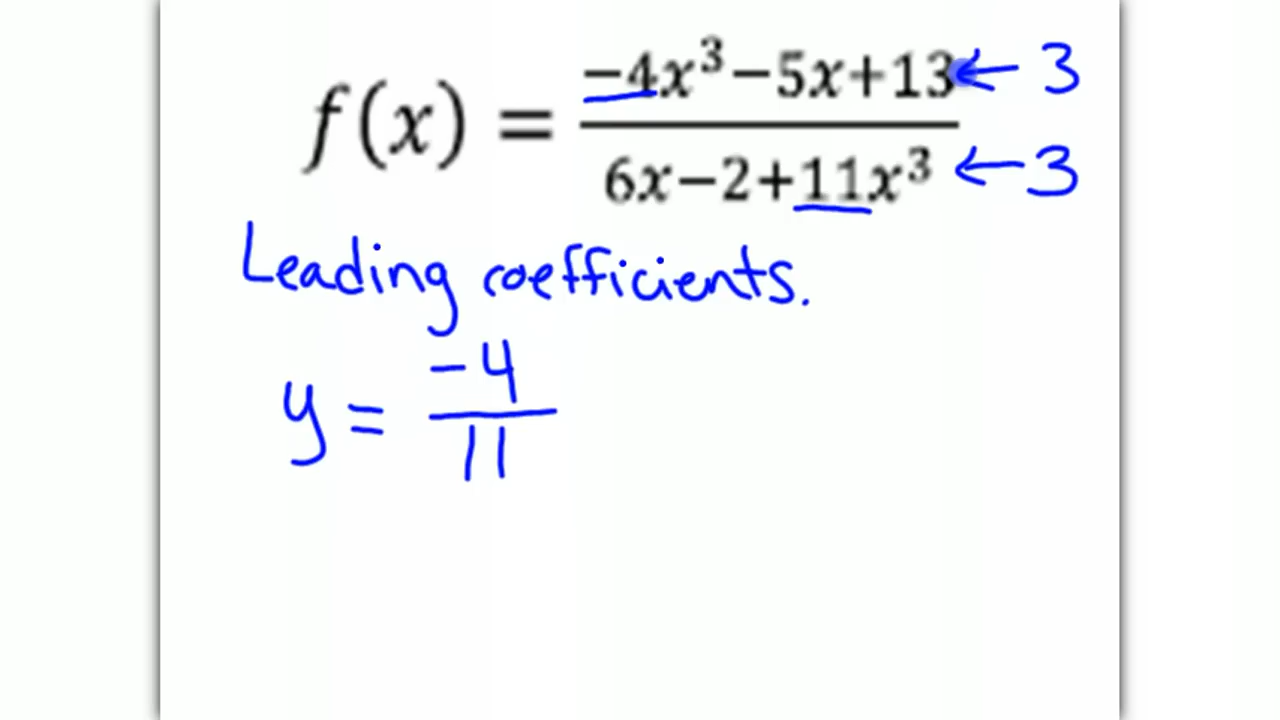 f(x) = −4x³−5x+13 ← 3
6x−2+11x³ ← 3
Leading coefficients.
y = −4
11